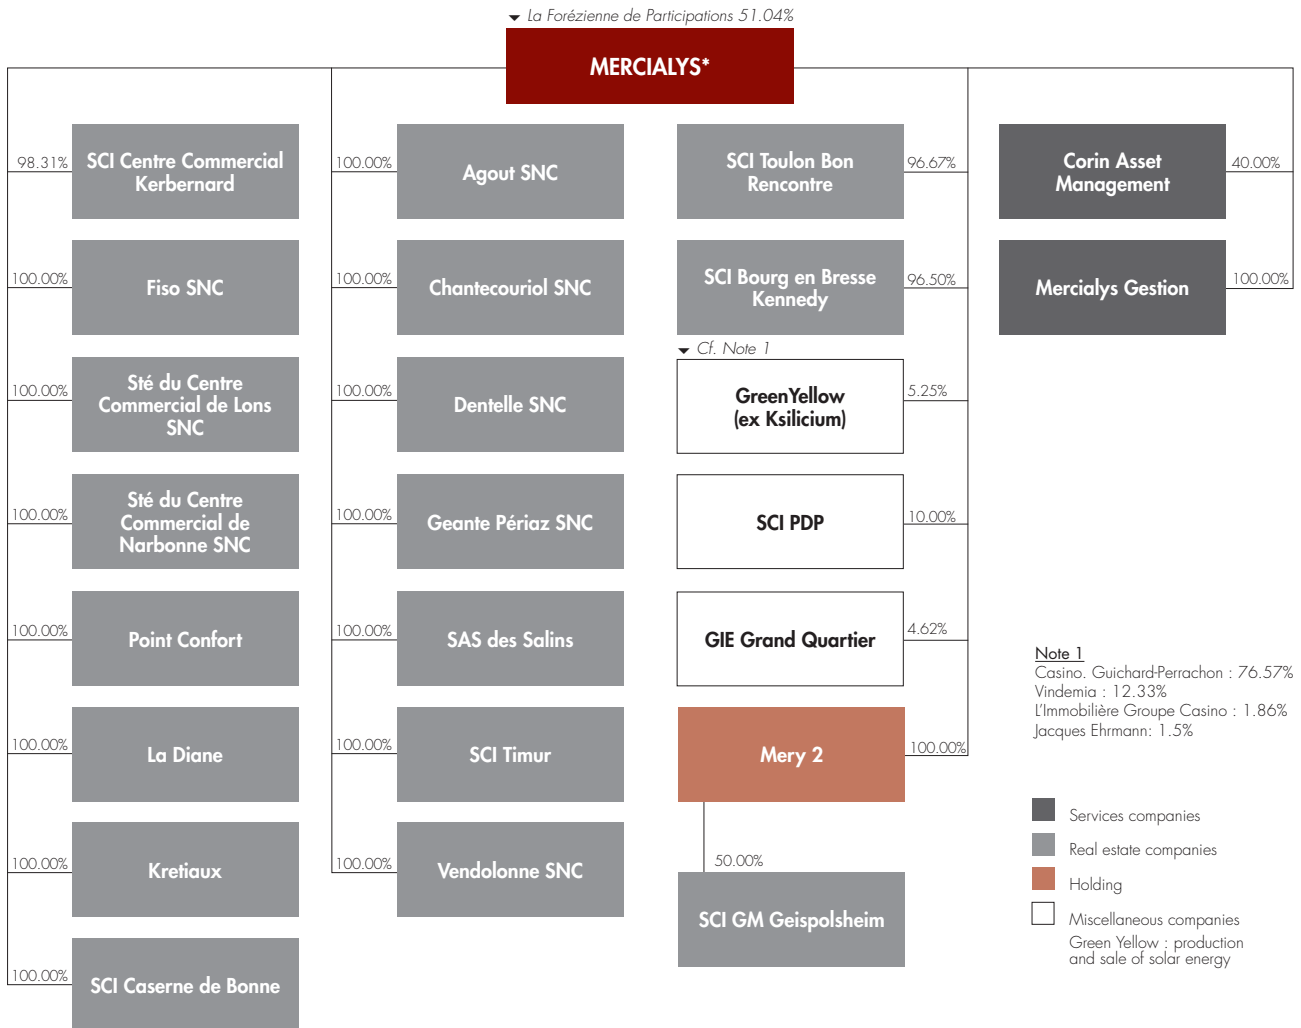 La Forézienne de Participations 51.04%
MERCIALYS*
98.31%
SCI Centre Commercial
Kerbernard
100.00%
Fiso SNC
100.00%
Sté du Centre
Commercial de Lons
SNC
100.00%
Sté du Centre
Commercial de
Narbonne SNC
100.00%
Point Confort
100.00%
La Diane
100.00%
Kretiaux
100.00%
SCI Caserne de Bonne
100.00%
Agout SNC
100.00%
Chantecouriol SNC
100.00%
Dentelle SNC
100.00%
Geante Périaz SNC
100.00%
SAS des Salins
100.00%
SCI Timur
100.00%
Vendolonne SNC
SCI Toulon Bon
Rencontre
96.67%
SCI Bourg en Bresse
Kennedy
96.50%
Cf. Note 1
GreenYellow
(ex Ksilicium)
5.25%
SCI PDP
10.00%
GIE Grand Quartier
4.62%
Mery 2
100.00%
50.00%
SCI GM Geispolsheim
Corin Asset
Management
40.00%
Mercialys Gestion
100.00%
Note 1
Casino. Guichard-Perrachon : 76.57%
Vindemia : 12.33%
L'Immobilière Groupe Casino : 1.86%
Jacques Ehrmann: 1.5%
Services companies
Real estate companies
Holding
Miscellaneous companies
Green Yellow : production
and sale of solar energy